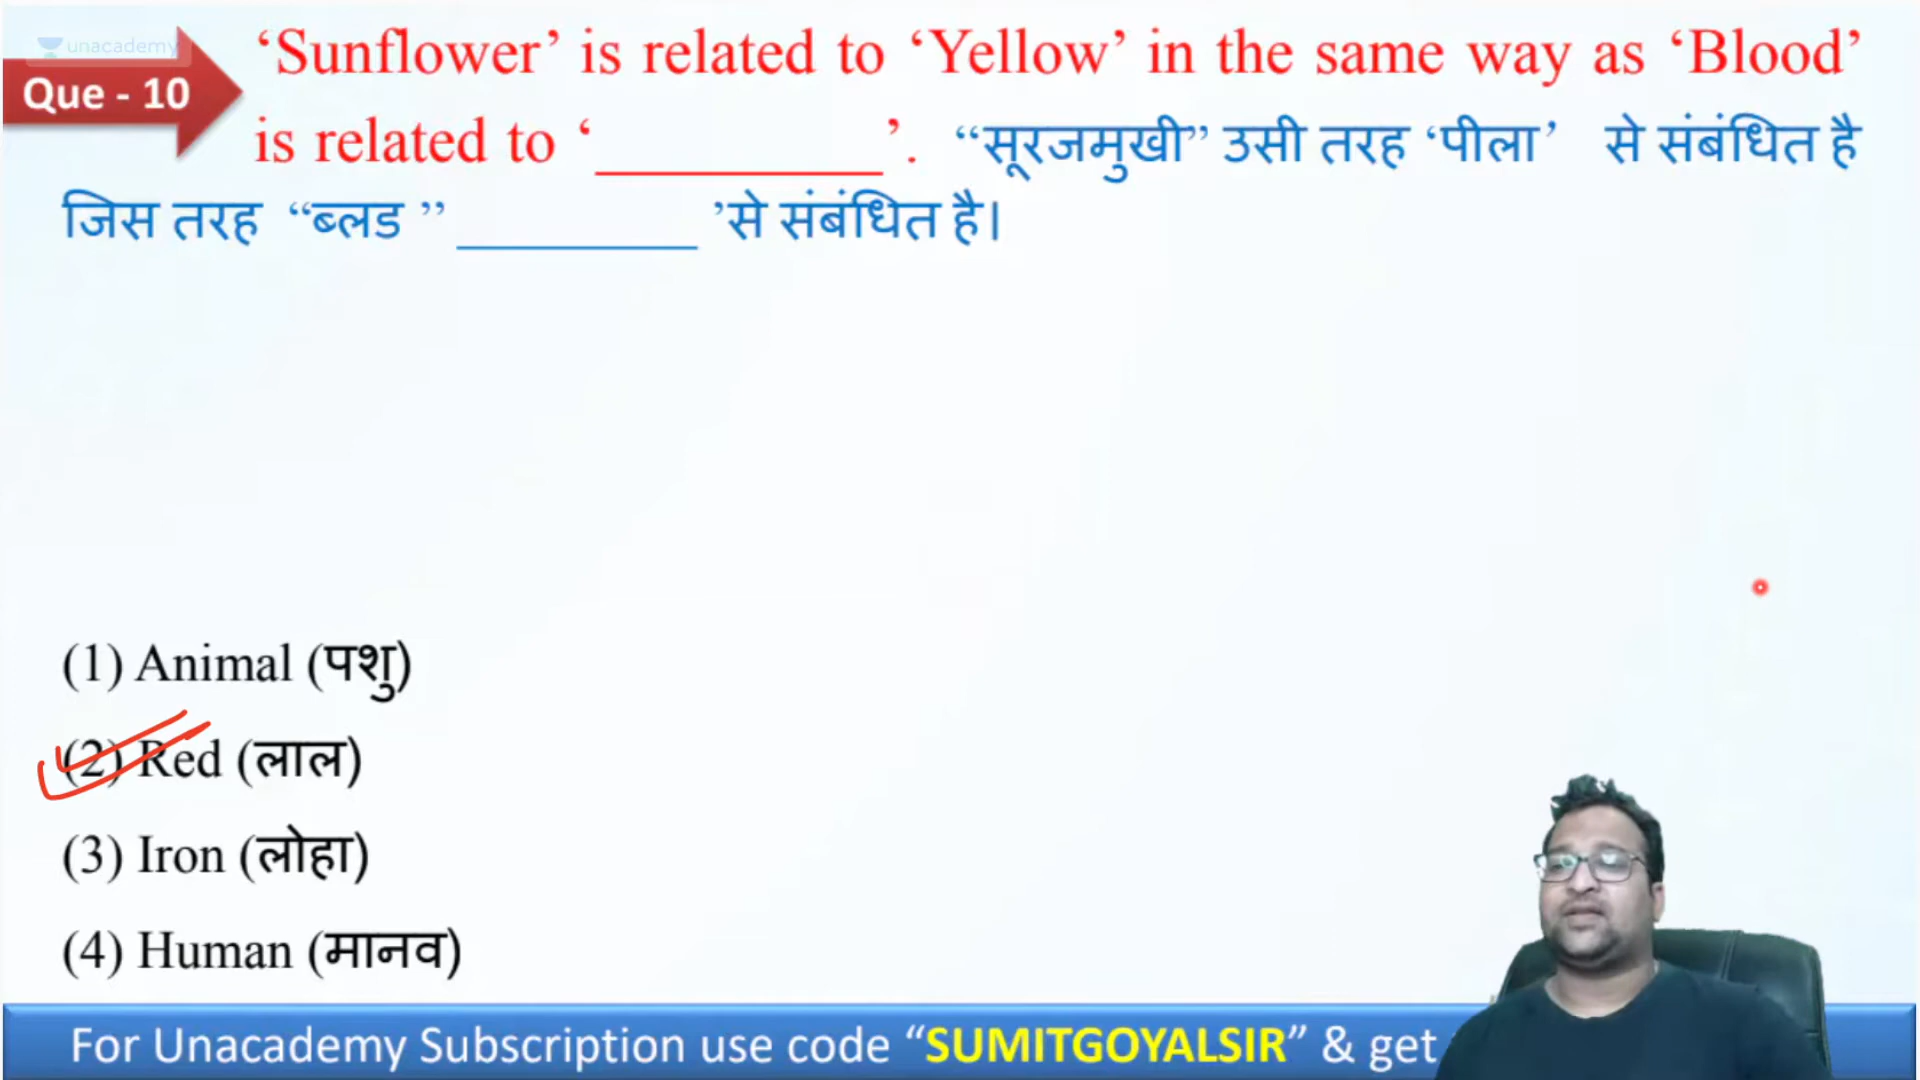 unacademy
Que - 10
‘Sunflower’ is related to ‘Yellow’ in the same way as ‘Blood’
is related to ‘__________’. “सूरजमुखी” उसी तरह ‘पीला’ से संबंधित है
जिस तरह “ब्लड ” _________ ’से संबंधित है।
(1) Animal (पशु)
(2) Red (लाल)
(3) Iron (लोहा)
(4) Human (मानव)
For Unacademy Subscription use code “SUMITGOYALSIR” & get